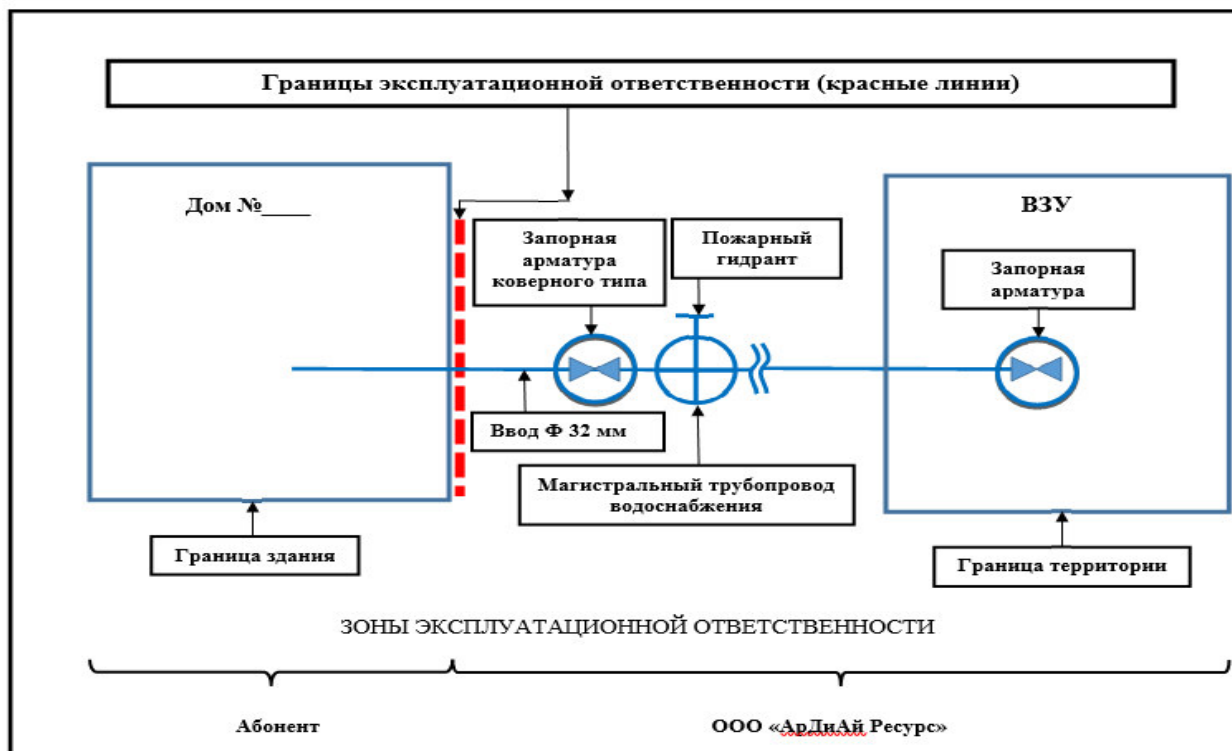 Границы эксплуатационной ответственности (красные линии)
Дом №____
ВЗУ
Запорная
арматура
коверного типа
Пожарный
гидрант
Запорная
арматура
Ввод Ф 32 мм
Магистральный трубопровод
водоснабжения
Граница здания
Граница территории
ЗОНЫ ЭКСПЛУАТАЦИОННОЙ ОТВЕТСТВЕННОСТИ
Абонент
ООО «АрДиАй Ресурс»